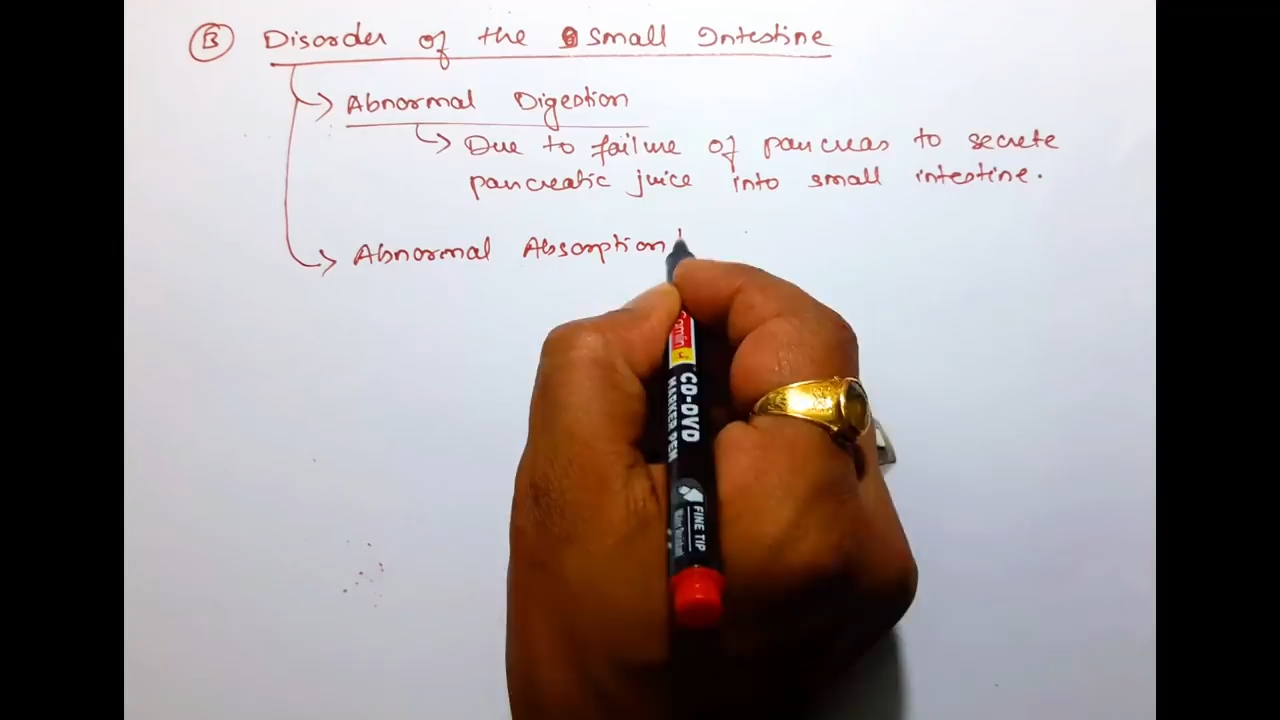 B Disorder of the small Intestine
Abnormal Digestion
Due to failure of pancreas to secrete
pancreatic juice into small intestine.
Abnormal Absorption
CD-DVD
MARKER PEN
FINE TIP